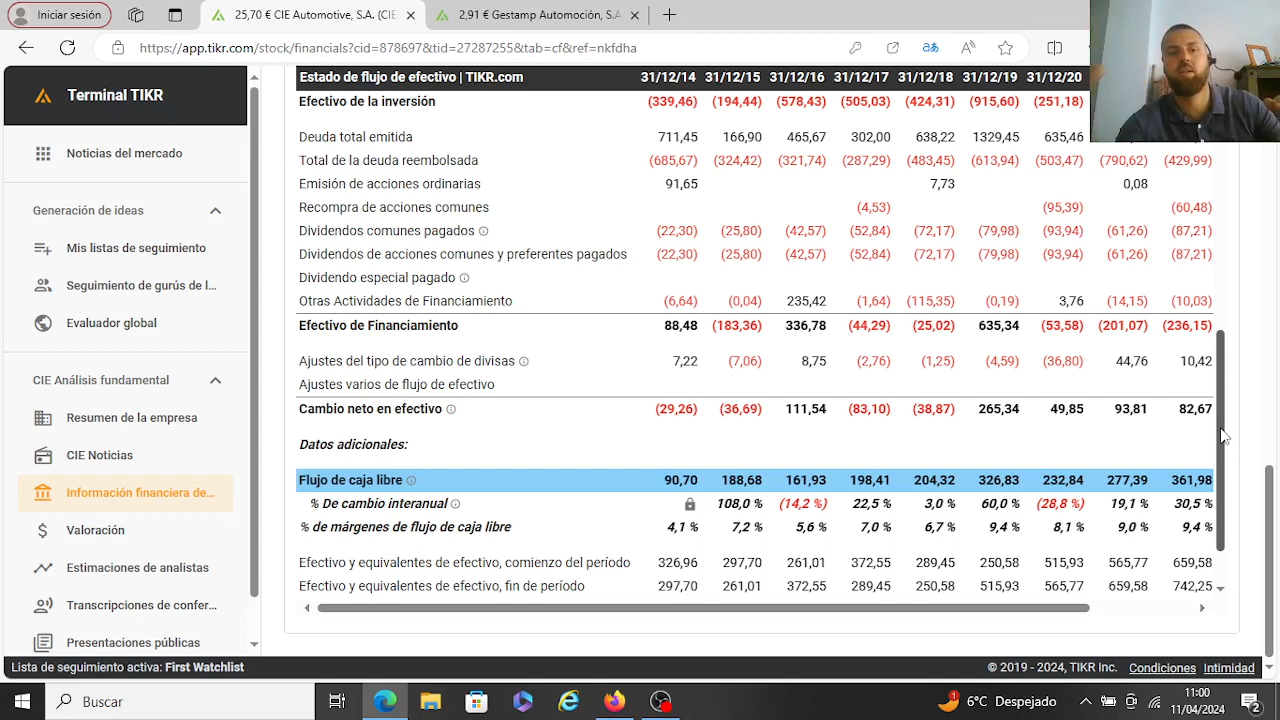 Iniciar sesión
25,70 € CIE Automotive, S.A. (CIE
2,91 € Gestamp Automoción, S.A
https://app.tikr.com/stock/financials?cid=878697&tid=27287255&tab=cf&ref=nkfdha
Terminal TIKR
Noticias del mercado
Generación de ideas
Mis listas de seguimiento
Seguimiento de gurús de l...
Evaluador global
CIE Análisis fundamental
Resumen de la empresa
CIE Noticias
Información financiera de...
Valoración
Estimaciones de analistas
Transcripciones de confer...
Presentaciones públicas
Estado de flujo de efectivo | TIKR.com 31/12/14 31/12/15 31/12/16 31/12/17 31/12/18 31/12/19 31/12/20
Efectivo de la inversión (339,46) (194,44) (578,43) (505,03) (424,31) (915,60) (251,18)
Deuda total emitida 711,45 166,90 465,67 302,00 638,22 1329,45 635,46
Total de la deuda reembolsada (685,67) (324,42) (321,74) (287,29) (483,45) (613,94) (503,47) (790,62) (429,99)
Emisión de acciones ordinarias 91,65 7,73 0,08
Recompra de acciones comunes (4,53) (95,39) (60,48)
Dividendos comunes pagados (22,30) (25,80) (42,57) (52,84) (72,17) (79,98) (93,94) (61,26) (87,21)
Dividendos de acciones comunes y preferentes pagados (22,30) (25,80) (42,57) (52,84) (72,17) (79,98) (93,94) (61,26) (87,21)
Dividendo especial pagado
Otras Actividades de Financiamiento (6,64) (0,04) 235,42 (1,64) (115,35) (0,19) 3,76 (14,15) (10,03)
Efectivo de Financiamiento 88,48 (183,36) 336,78 (44,29) (25,02) 635,34 (53,58) (201,07) (236,15)
Ajustes del tipo de cambio de divisas 7,22 (7,06) 8,75 (2,76) (1,25) (4,59) (36,80) 44,76 10,42
Ajustes varios de flujo de efectivo
Cambio neto en efectivo (29,26) (36,69) 111,54 (83,10) (38,87) 265,34 49,85 93,81 82,67
Datos adicionales:
Flujo de caja libre 90,70 188,68 161,93 198,41 204,32 326,83 232,84 277,39 361,98
% De cambio interanual 108,0 % (14,2 %) 22,5 % 3,0 % 60,0 % (28,8 %) 19,1 % 30,5 %
% de márgenes de flujo de caja libre 4,1 % 7,2 % 5,6 % 7,0 % 6,7 % 9,4 % 8,1 % 9,0 % 9,4 %
Efectivo y equivalentes de efectivo, comienzo del período 326,96 297,70 261,01 372,55 289,45 250,58 515,93 565,77 659,58
Efectivo y equivalentes de efectivo, fin de período 297,70 261,01 372,55 289,45 250,58 515,93 565,77 659,58 742,25
Lista de seguimiento activa: First Watchlist
© 2019 - 2024, TIKR Inc. Condiciones Intimidad
Buscar
1
6°C Despejado
11:00
11/04/2024
2